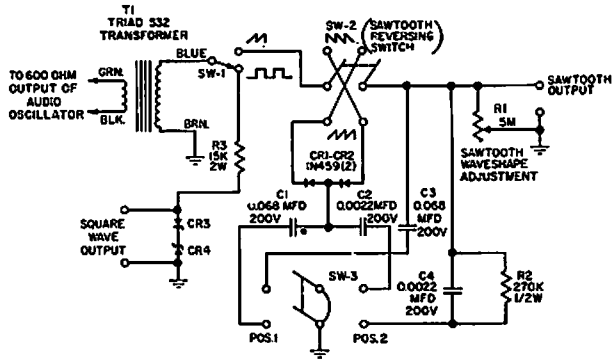 T1
TRIAD S32
TRANSFORMER
BLUE
GRN.
TO 600 OHM
OUTPUT OF
AUDIO
OSCILLATOR
BLK.
BRN.
SW-1
SW-2
(SAWTOOTH
REVERSING
SWITCH)
SAWTOOTH
OUTPUT
R1
5M
SAWTOOTH
WAVESHAPE
ADJUSTMENT
R3
15K
2W
CR1-CR2
1N459(2)
C1
0.068 MFD
200V
C2
0.0022MFD
200V
C3
0.068
MFD
200V
SQUARE
WAVE
OUTPUT
CR3
CR4
SW-3
POS.1
POS.2
C4
0.0022
MFD
200V
R2
270K
1/2W